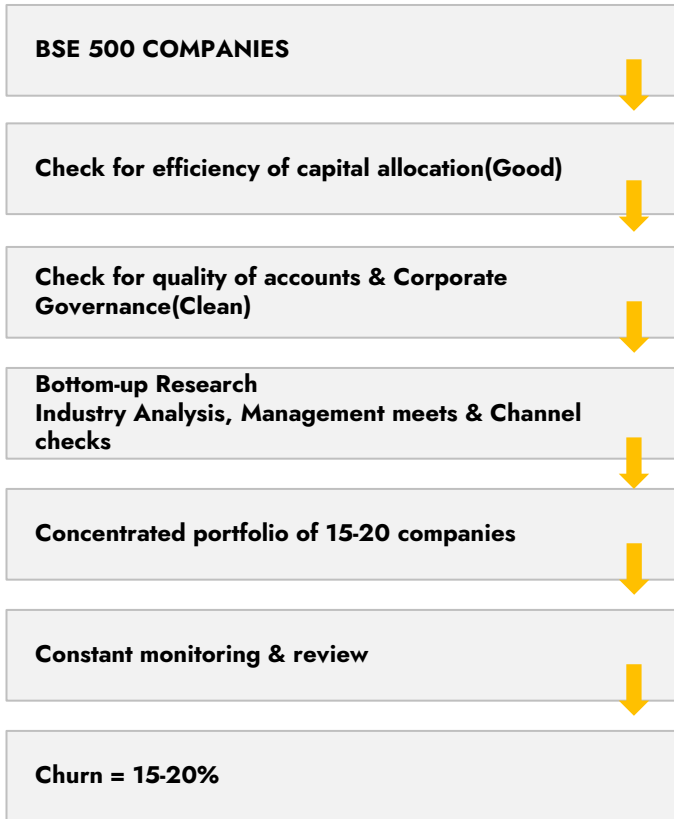 BSE 500 COMPANIES
Check for efficiency of capital allocation(Good)
Check for quality of accounts & Corporate
Governance(Clean)
Bottom-up Research
Industry Analysis, Management meets & Channel
checks
Concentrated portfolio of 15-20 companies
Constant monitoring & review
Churn = 15-20%